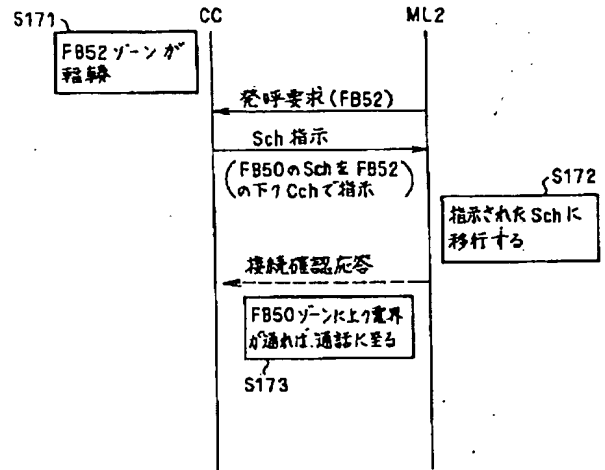 S171
CC
ML2
FB52ゾーンが
輻輳
発呼要求(FB52)
Sch 指示
(FB50のSchをFB52
の下りCchで指示)
S172
指示された Schに
移行する
接続確認応答
FB50ゾーンに上り電界
が通れば、通話に至る
S173